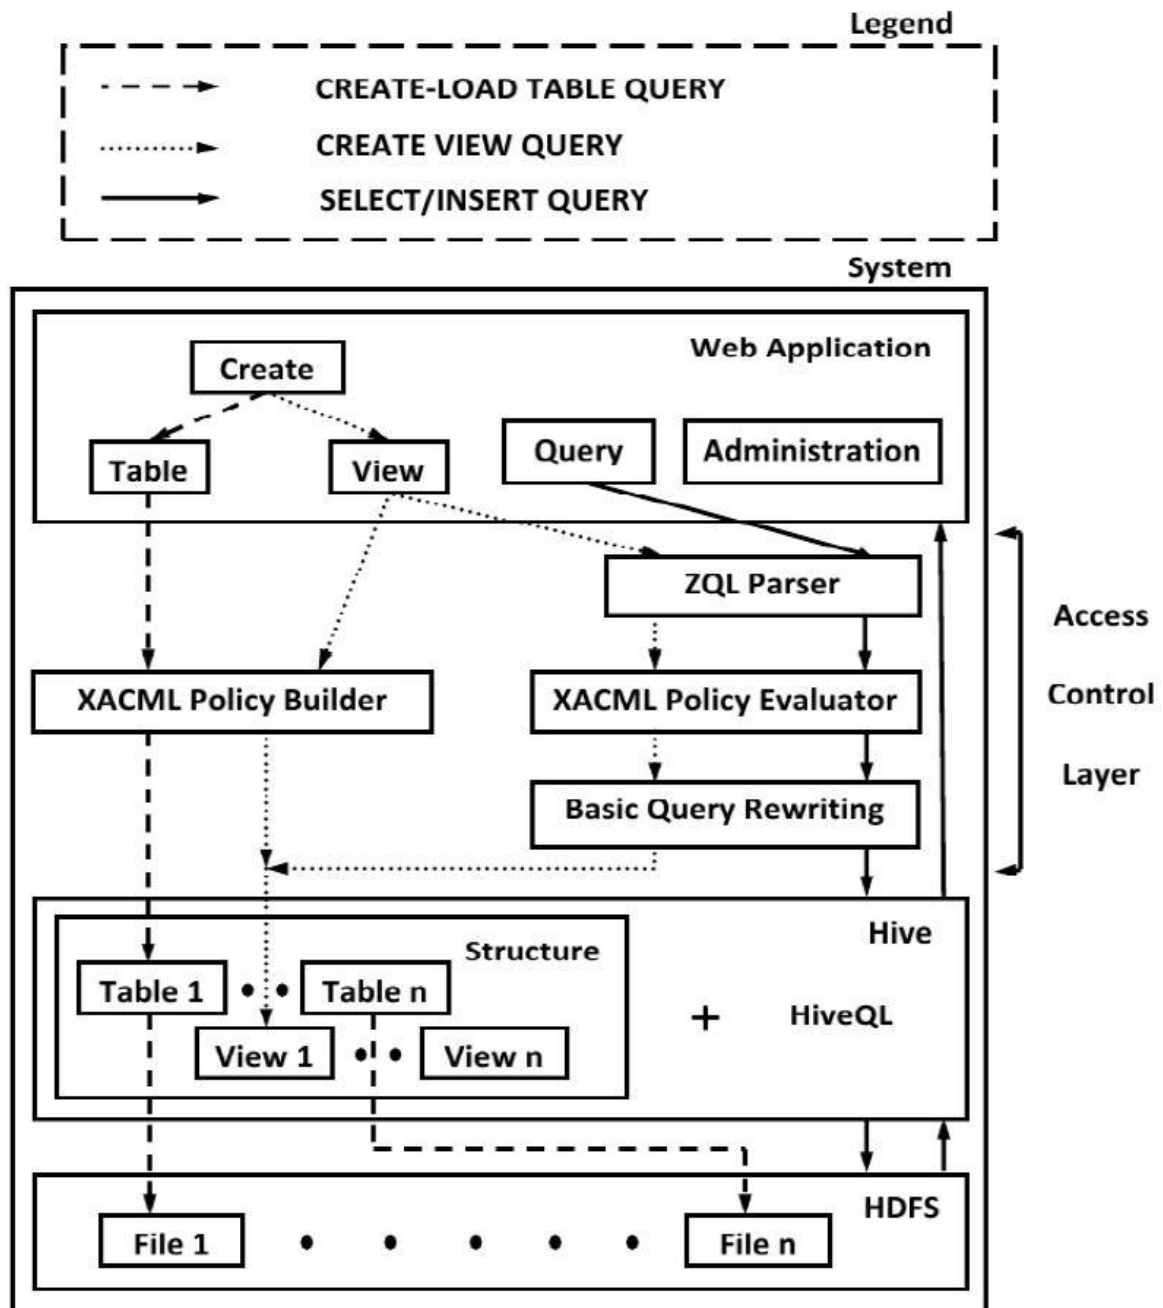 Legend
CREATE-LOAD TABLE QUERY
CREATE VIEW QUERY
SELECT/INSERT QUERY
System
Web Application
Create
Table
View
Query
Administration
ZQL Parser
XACML Policy Builder
XACML Policy Evaluator
Basic Query Rewriting
Access
Control
Layer
Hive
Structure
Table 1
Table n
+
HiveQL
View 1
View n
HDFS
File 1
File n